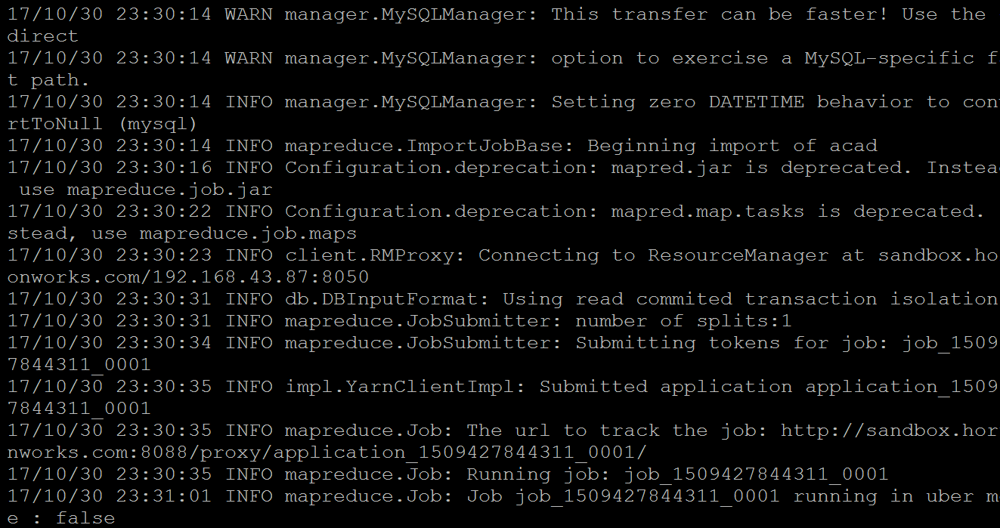 17/10/30 23:30:14 WARN manager.MySQLManager: This transfer can be faster! Use the
direct
17/10/30 23:30:14 WARN manager.MySQLManager: option to exercise a MySQL-specific f
t path.
17/10/30 23:30:14 INFO manager.MySQLManager: Setting zero DATETIME behavior to con
rtToNull (mysql)
17/10/30 23:30:14 INFO mapreduce.ImportJobBase: Beginning import of acad
17/10/30 23:30:16 INFO Configuration.deprecation: mapred.jar is deprecated. Instea
use mapreduce.job.jar
17/10/30 23:30:22 INFO Configuration.deprecation: mapred.map.tasks is deprecated.
stead, use mapreduce.job.maps
17/10/30 23:30:23 INFO client.RMProxy: Connecting to ResourceManager at sandbox.ho
onworks.com/192.168.43.87:8050
17/10/30 23:30:31 INFO db.DBInputFormat: Using read commited transaction isolation
17/10/30 23:30:31 INFO mapreduce.JobSubmitter: number of splits:1
17/10/30 23:30:34 INFO mapreduce.JobSubmitter: Submitting tokens for job: job_1509
7844311_0001
17/10/30 23:30:35 INFO impl.YarnClientImpl: Submitted application application_1509
7844311_0001
17/10/30 23:30:35 INFO mapreduce.Job: The url to track the job: http://sandbox.hor
nworks.com:8088/proxy/application_1509427844311_0001/
17/10/30 23:30:35 INFO mapreduce.Job: Running job: job_1509427844311_0001
17/10/30 23:31:01 INFO mapreduce.Job: Job job_1509427844311_0001 running in uber m
e : false